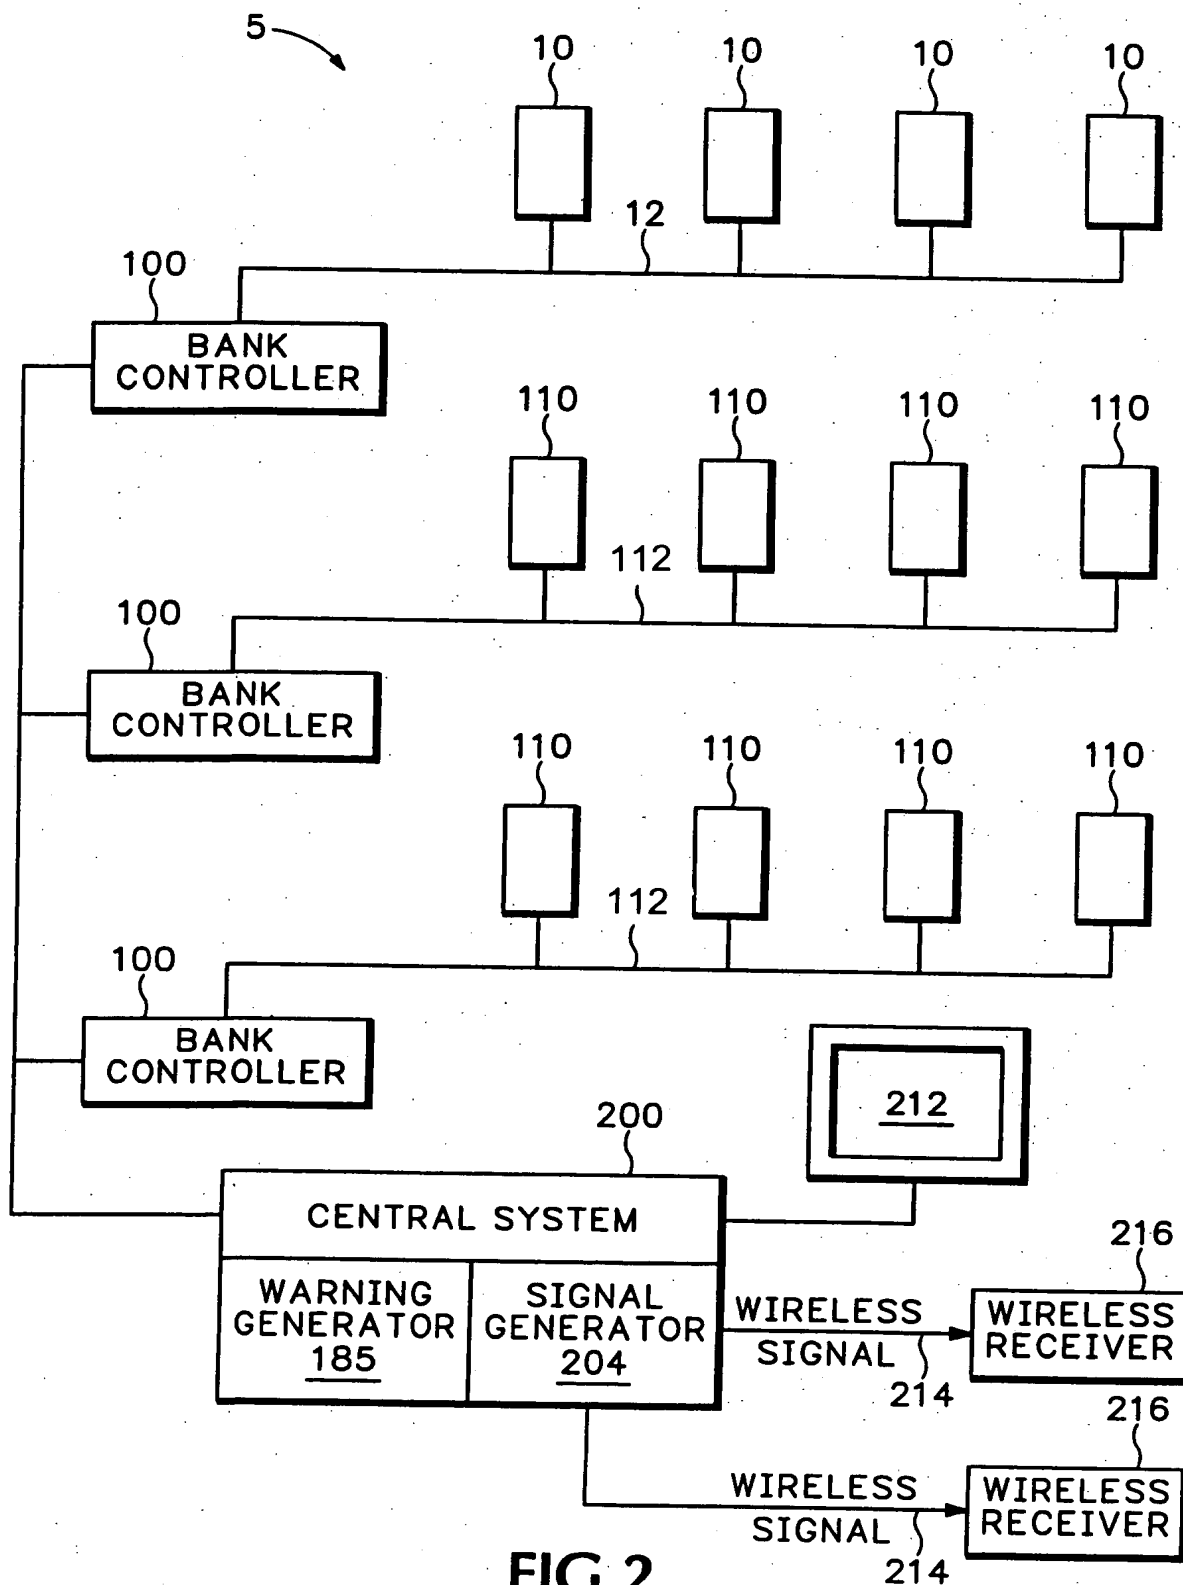 5
10 10 10 10
12
100
BANK
CONTROLLER
110 110 110 110
112
100
BANK
CONTROLLER
110 110 110 110
112
100
BANK
CONTROLLER
212
200
CENTRAL SYSTEM
WARNING
GENERATOR
185
SIGNAL
GENERATOR
204
WIRELESS
SIGNAL
214
216
WIRELESS
RECEIVER
WIRELESS
SIGNAL
214
216
WIRELESS
RECEIVER
FIG 2